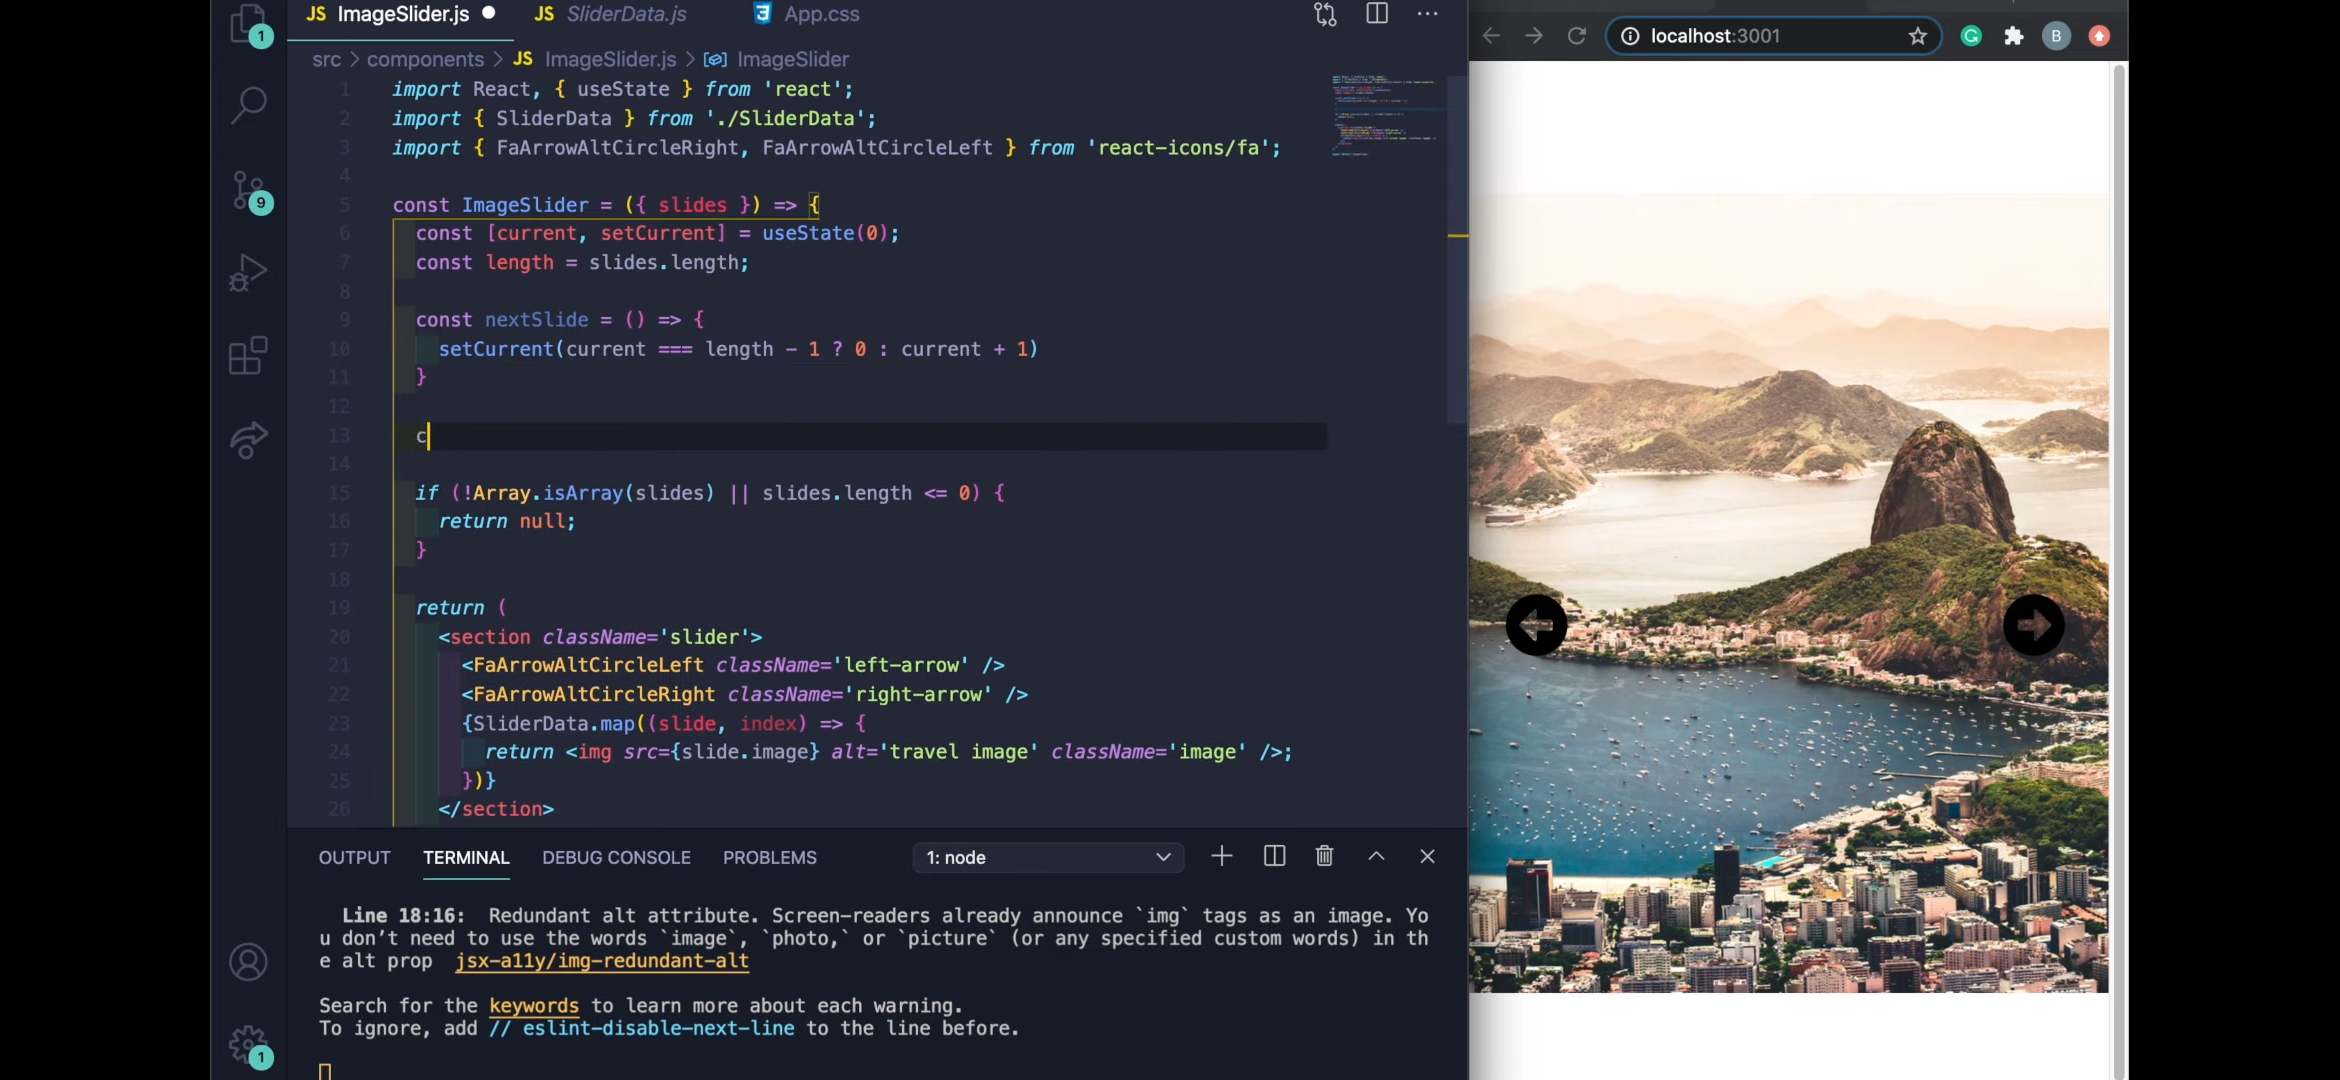 JS ImageSlider.js JS SliderData.js App.css
src > components > JS ImageSlider.js > ImageSlider
1 import React, { useState } from 'react';
2 import { SliderData } from './SliderData';
3 import { FaArrowAltCircleRight, FaArrowAltCircleLeft } from 'react-icons/fa';
4
5 const ImageSlider = ({ slides }) => {
6 const [current, setCurrent] = useState(0);
7 const length = slides.length;
8
9 const nextSlide = () => {
10 setCurrent(current === length - 1 ? 0 : current + 1)
11 }
12
13 c
14
15 if (!Array.isArray(slides) || slides.length <= 0) {
16 return null;
17 }
18
19 return (
20 <section className='slider'>
21 <FaArrowAltCircleLeft className='left-arrow' />
22 <FaArrowAltCircleRight className='right-arrow' />
23 {SliderData.map((slide, index) => {
24 return <img src={slide.image} alt='travel image' className='image' />;
25 })}
26 </section>
OUTPUT TERMINAL DEBUG CONSOLE PROBLEMS 1: node
Line 18:16: Redundant alt attribute. Screen-readers already announce `img` tags as an image. Yo
u don't need to use the words `image`, `photo,` or `picture` (or any specified custom words) in th
e alt prop jsx-a11y/img-redundant-alt
Search for the keywords to learn more about each warning.
To ignore, add // eslint-disable-next-line to the line before.
1
9
1
localhost:3001
B